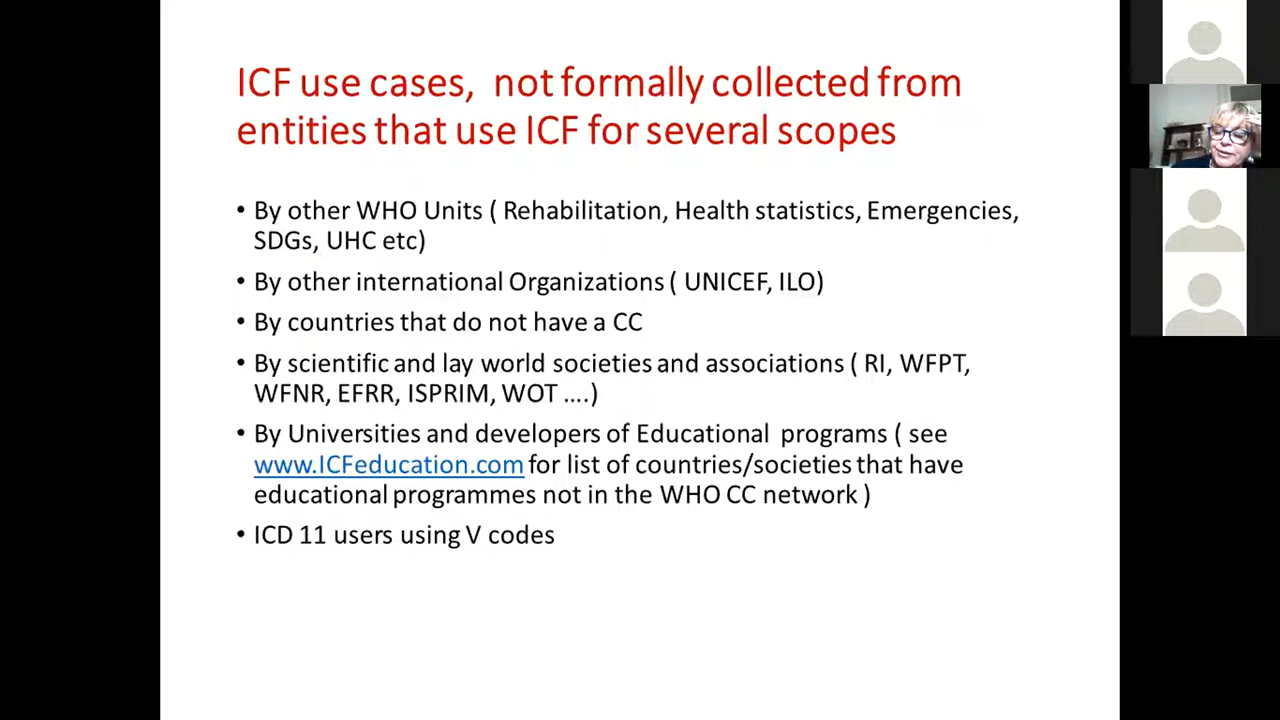 ICF use cases, not formally collected from
entities that use ICF for several scopes
• By other WHO Units ( Rehabilitation, Health statistics, Emergencies,
SDGs, UHC etc)
• By other international Organizations ( UNICEF, ILO)
• By countries that do not have a CC
• By scientific and lay world societies and associations ( RI, WFPT,
WFNR, EFRR, ISPRIM, WOT ….)
• By Universities and developers of Educational programs ( see
www.ICFeducation.com for list of countries/societies that have
educational programmes not in the WHO CC network )
• ICD 11 users using V codes